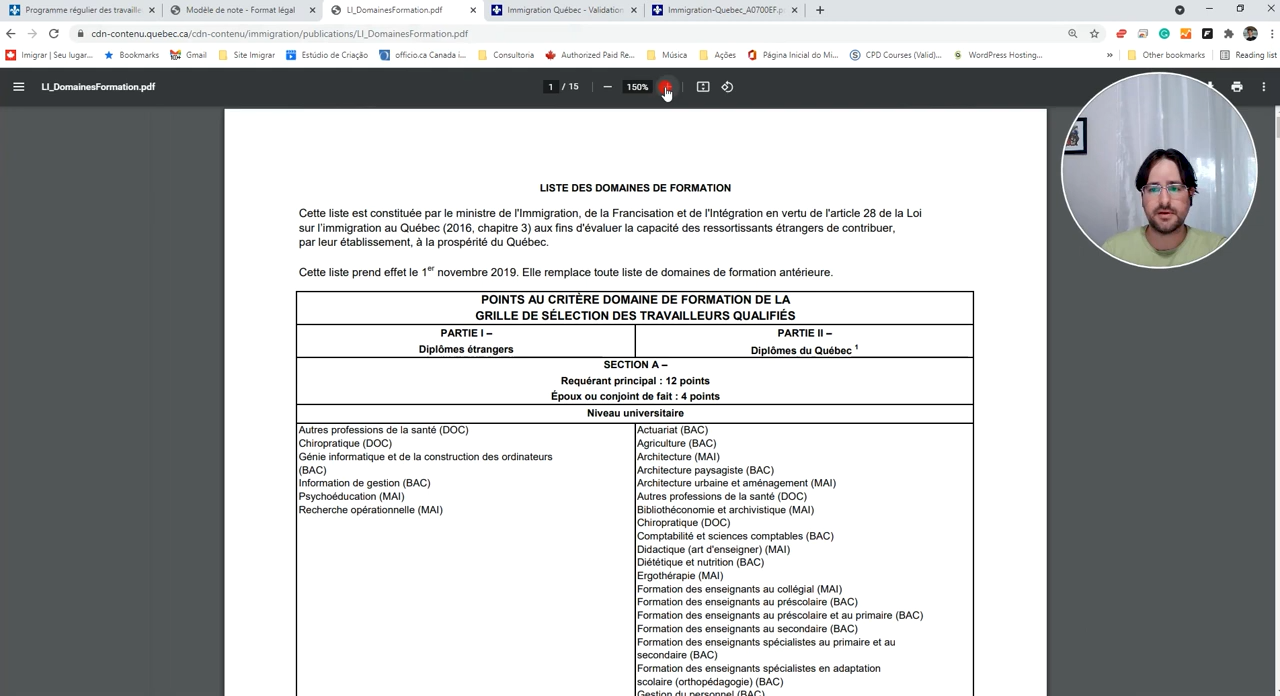 Programme régulier des travaille
Modèle de note - Format légal
LI_DomainesFormation.pdf
Immigration Québec - Validation
Immigration-Quebec_A0700EF.p
cdn-contenu.quebec.ca/cdn-contenu/immigration/publications/LI_DomainesFormation.pdf
Imigrar | Seu lugar...
Bookmarks
Gmail
Site Imigrar
Estúdio de Criação
officio.ca Canada i...
Consultoria
Authorized Paid Re...
Música
Ações
Página Inicial do Mi...
CPD Courses (Valid)...
WordPress Hosting...
»
Other bookmarks
Reading list
LI_DomainesFormation.pdf
1 / 15
150%
LISTE DES DOMAINES DE FORMATION
Cette liste est constituée par le ministre de l'Immigration, de la Francisation et de l'Intégration en vertu de l'article 28 de la Loi
sur l'immigration au Québec (2016, chapitre 3) aux fins d'évaluer la capacité des ressortissants étrangers de contribuer,
par leur établissement, à la prospérité du Québec.
Cette liste prend effet le 1er novembre 2019. Elle remplace toute liste de domaines de formation antérieure.
POINTS AU CRITÈRE DOMAINE DE FORMATION DE LA
GRILLE DE SÉLECTION DES TRAVAILLEURS QUALIFIÉS
PARTIE I –
Diplômes étrangers
PARTIE II –
Diplômes du Québec 1
SECTION A –
Requérant principal : 12 points
Époux ou conjoint de fait : 4 points
Niveau universitaire
Autres professions de la santé (DOC)
Chiropratique (DOC)
Génie informatique et de la construction des ordinateurs
(BAC)
Information de gestion (BAC)
Psychoéducation (MAI)
Recherche opérationnelle (MAI)
Actuariat (BAC)
Agriculture (BAC)
Architecture (MAI)
Architecture paysagiste (BAC)
Architecture urbaine et aménagement (MAI)
Autres professions de la santé (DOC)
Bibliothéconomie et archivistique (MAI)
Chiropratique (DOC)
Comptabilité et sciences comptables (BAC)
Didactique (art d'enseigner) (MAI)
Diététique et nutrition (BAC)
Ergothérapie (MAI)
Formation des enseignants au collégial (MAI)
Formation des enseignants au préscolaire (BAC)
Formation des enseignants au préscolaire et au primaire (BAC)
Formation des enseignants au secondaire (BAC)
Formation des enseignants spécialistes au primaire et au
secondaire (BAC)
Formation des enseignants spécialistes en adaptation
scolaire (orthopédagogie) (BAC)
Gestion du personnel (BAC)